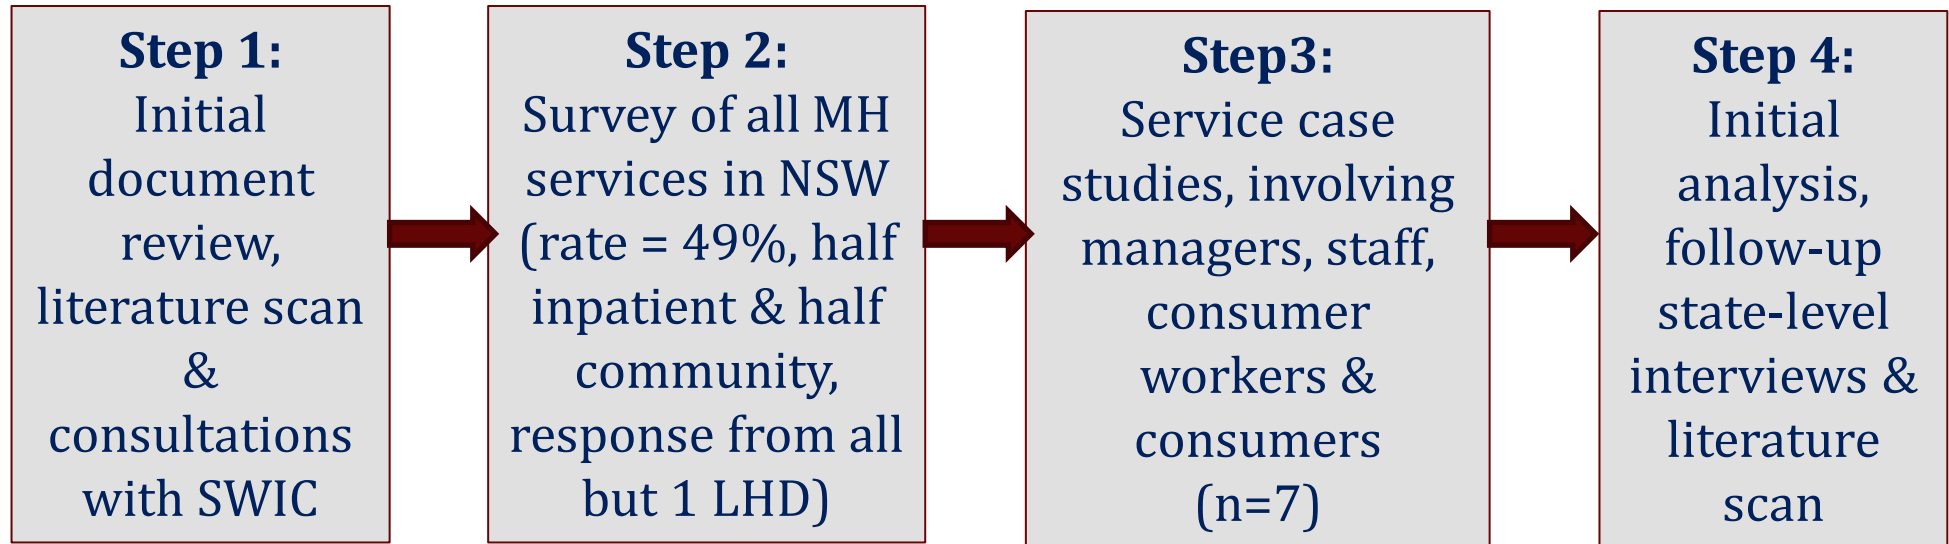 Step 1:
Initial
document
review,
literature scan
&
consultations
with SWIC
Step 2:
Survey of all MH
services in NSW
(rate = 49%, half
inpatient & half
community,
response from all
but 1 LHD)
Step3:
Service case
studies, involving
managers, staff,
consumer
workers &
consumers
(n=7)
Step 4:
Initial
analysis,
follow-up
state-level
interviews &
literature
scan